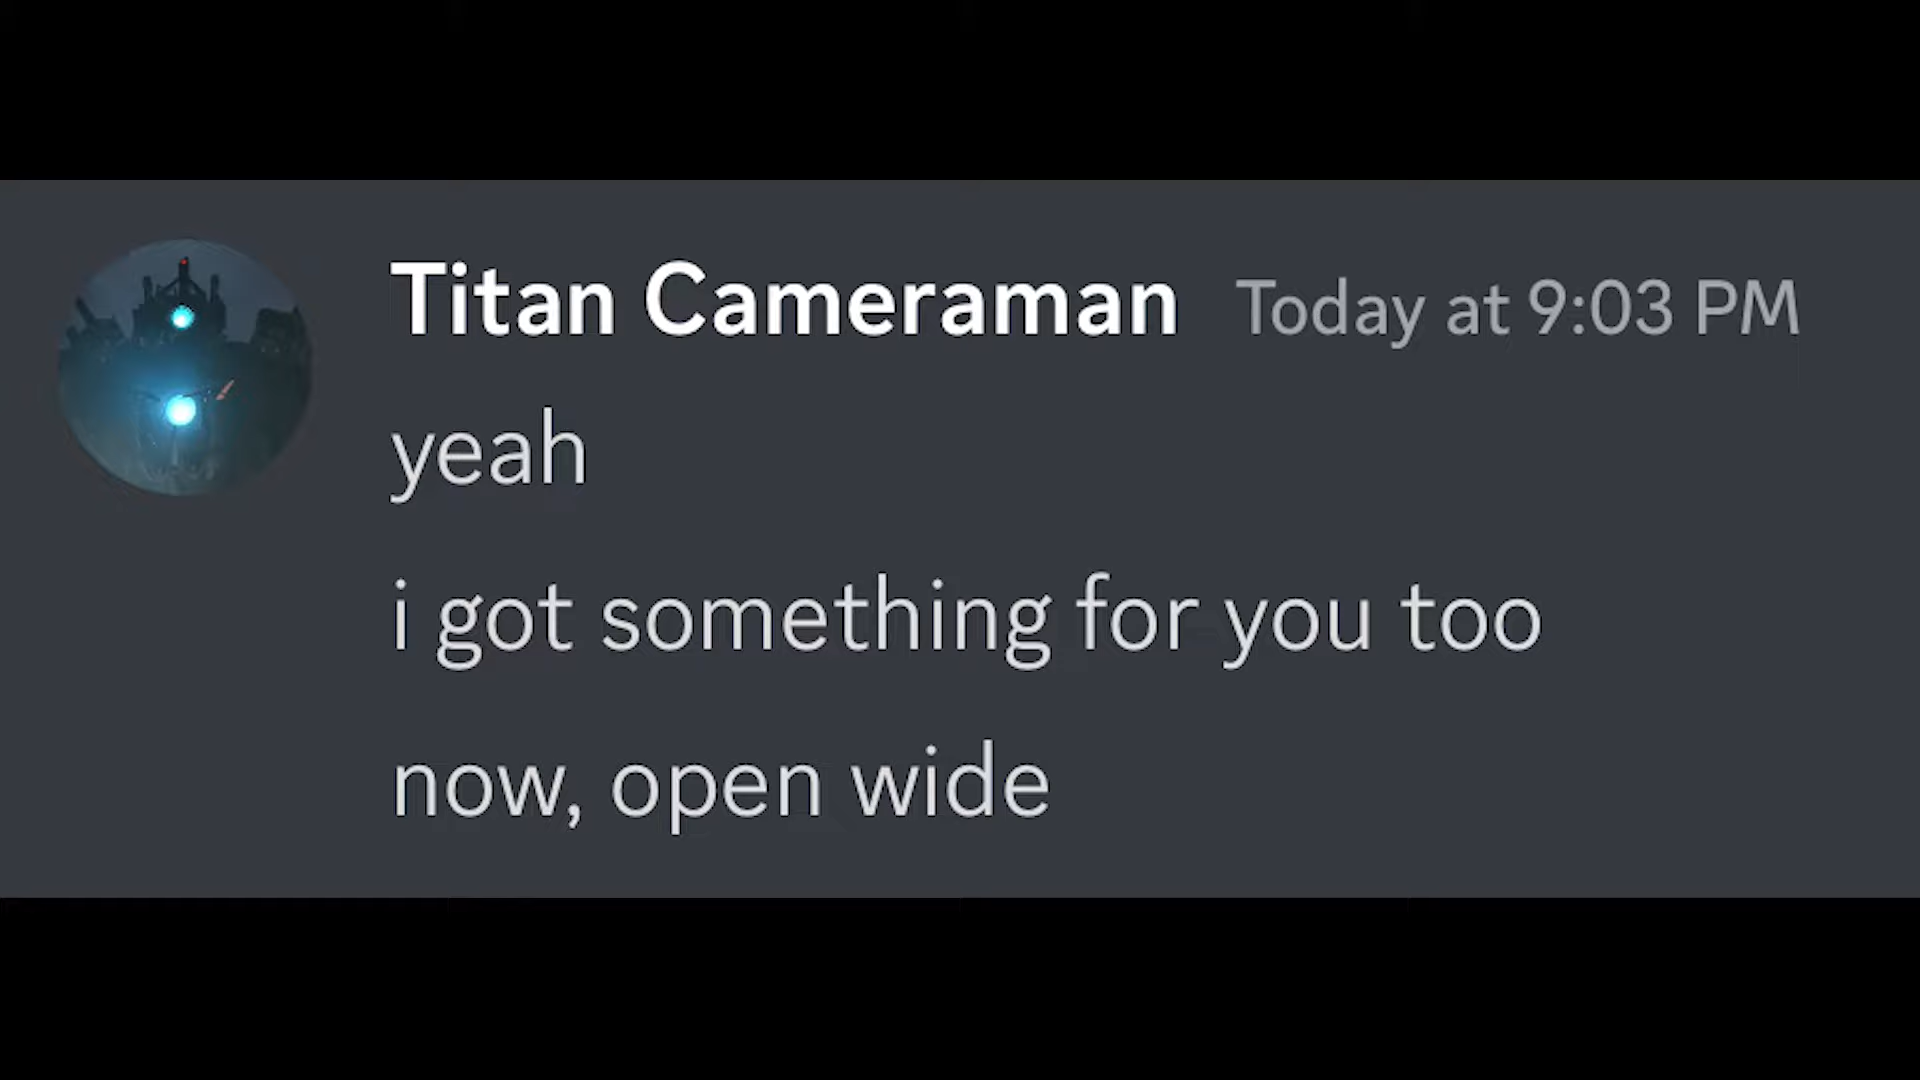 Titan Cameraman Today at 9:03 PM
yeah
i got something for you too
now, open wide